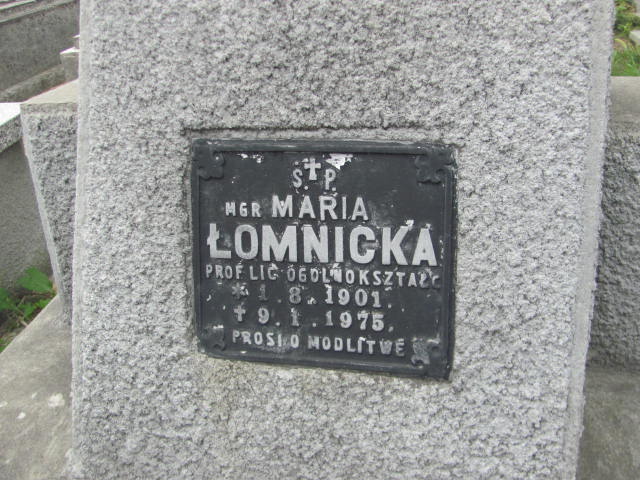 Ś † P.
MGR MARIA
ŁOMNICKA
PROF. LIC. OGÓLNOKSZTAŁC
* 1. 8. 1901.
† 9. 1. 1975.
PROSI O MODLITWĘ